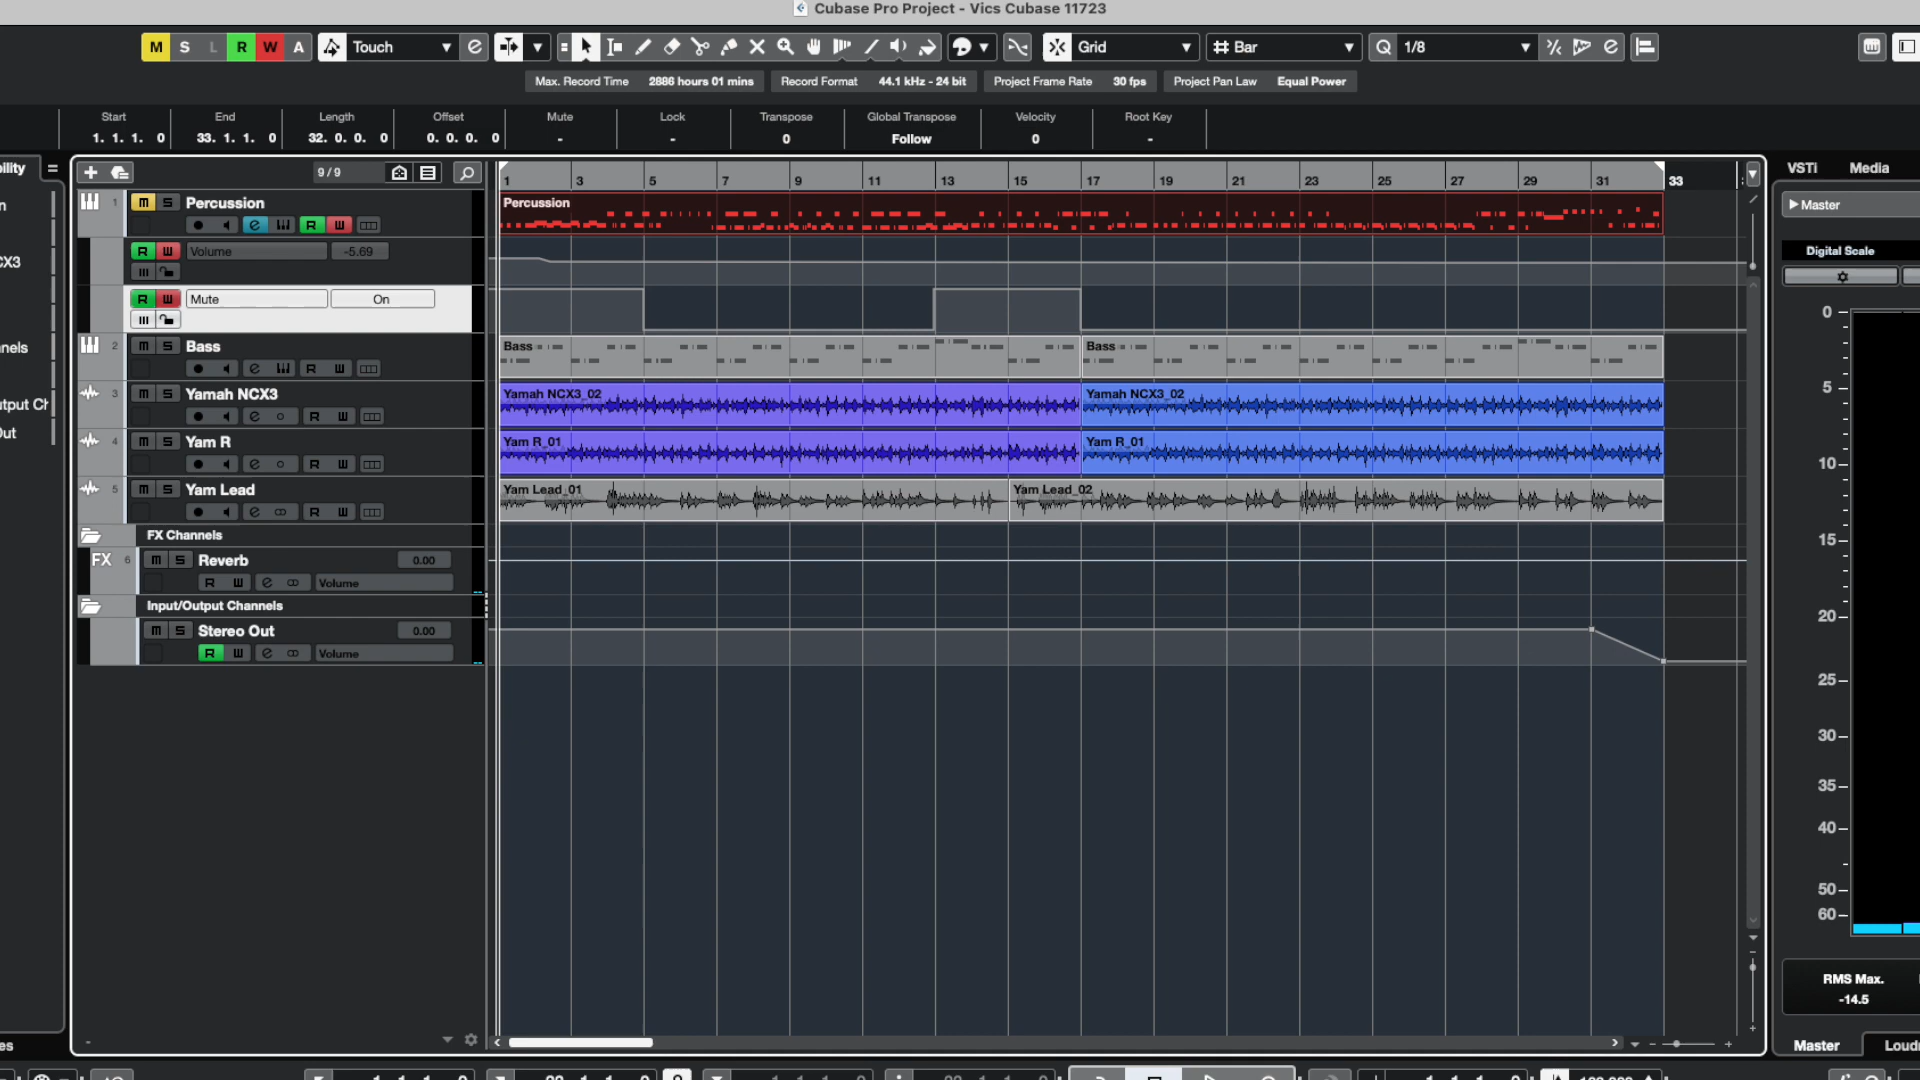 Cubase Pro Project - Vics Cubase 11723
M S L R W A Touch Grid Bar Q 1/8
Max. Record Time 2886 hours 01 mins Record Format 44.1 kHz - 24 bit Project Frame Rate 30 fps Project Pan Law Equal Power
Start End Length Offset Mute Lock Transpose Global Transpose Velocity Root Key
1. 1. 1. 0 33. 1. 1. 0 32. 0. 0. 0 0. 0. 0. 0 - - 0 Follow 0 -
bility 9/9 VSTi Media
1 3 5 7 9 11 13 15 17 19 21 23 25 27 29 31 33
1 m S Percussion Percussion
Master
R W Volume -5.69
CX3
Digital Scale
R W Mute On
2 m S Bass Bass Bass
nels
3 m S Yamah NCX3 Yamah NCX3_02 Yamah NCX3_02
utput Ch
R W
Out
4 m S Yam R Yam R_01 Yam R_01
R W
5 m S Yam Lead Yam Lead_01 Yam Lead_02
R W
FX Channels
FX 6 m S Reverb 0.00
R W Volume
Input/Output Channels
m S Stereo Out 0.00
R W Volume
0
5
10
15
20
25
30
35
40
50
60
RMS Max.
-14.5
es Master Loud